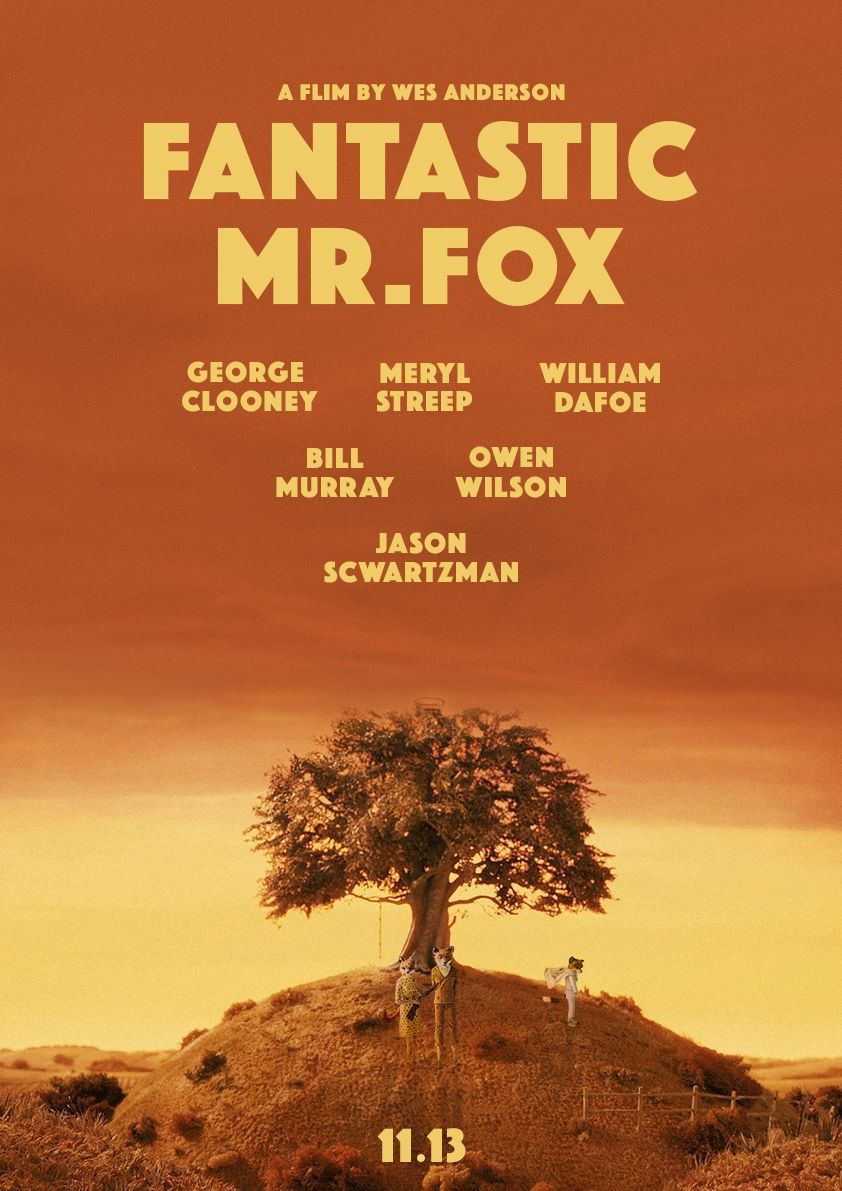 A FLIM BY WES ANDERSON
FANTASTIC
MR.FOX
GEORGE CLOONEY
MERYL STREEP
WILLIAM DAFOE
BILL MURRAY
OWEN WILSON
JASON SCWARTZMAN
11.13